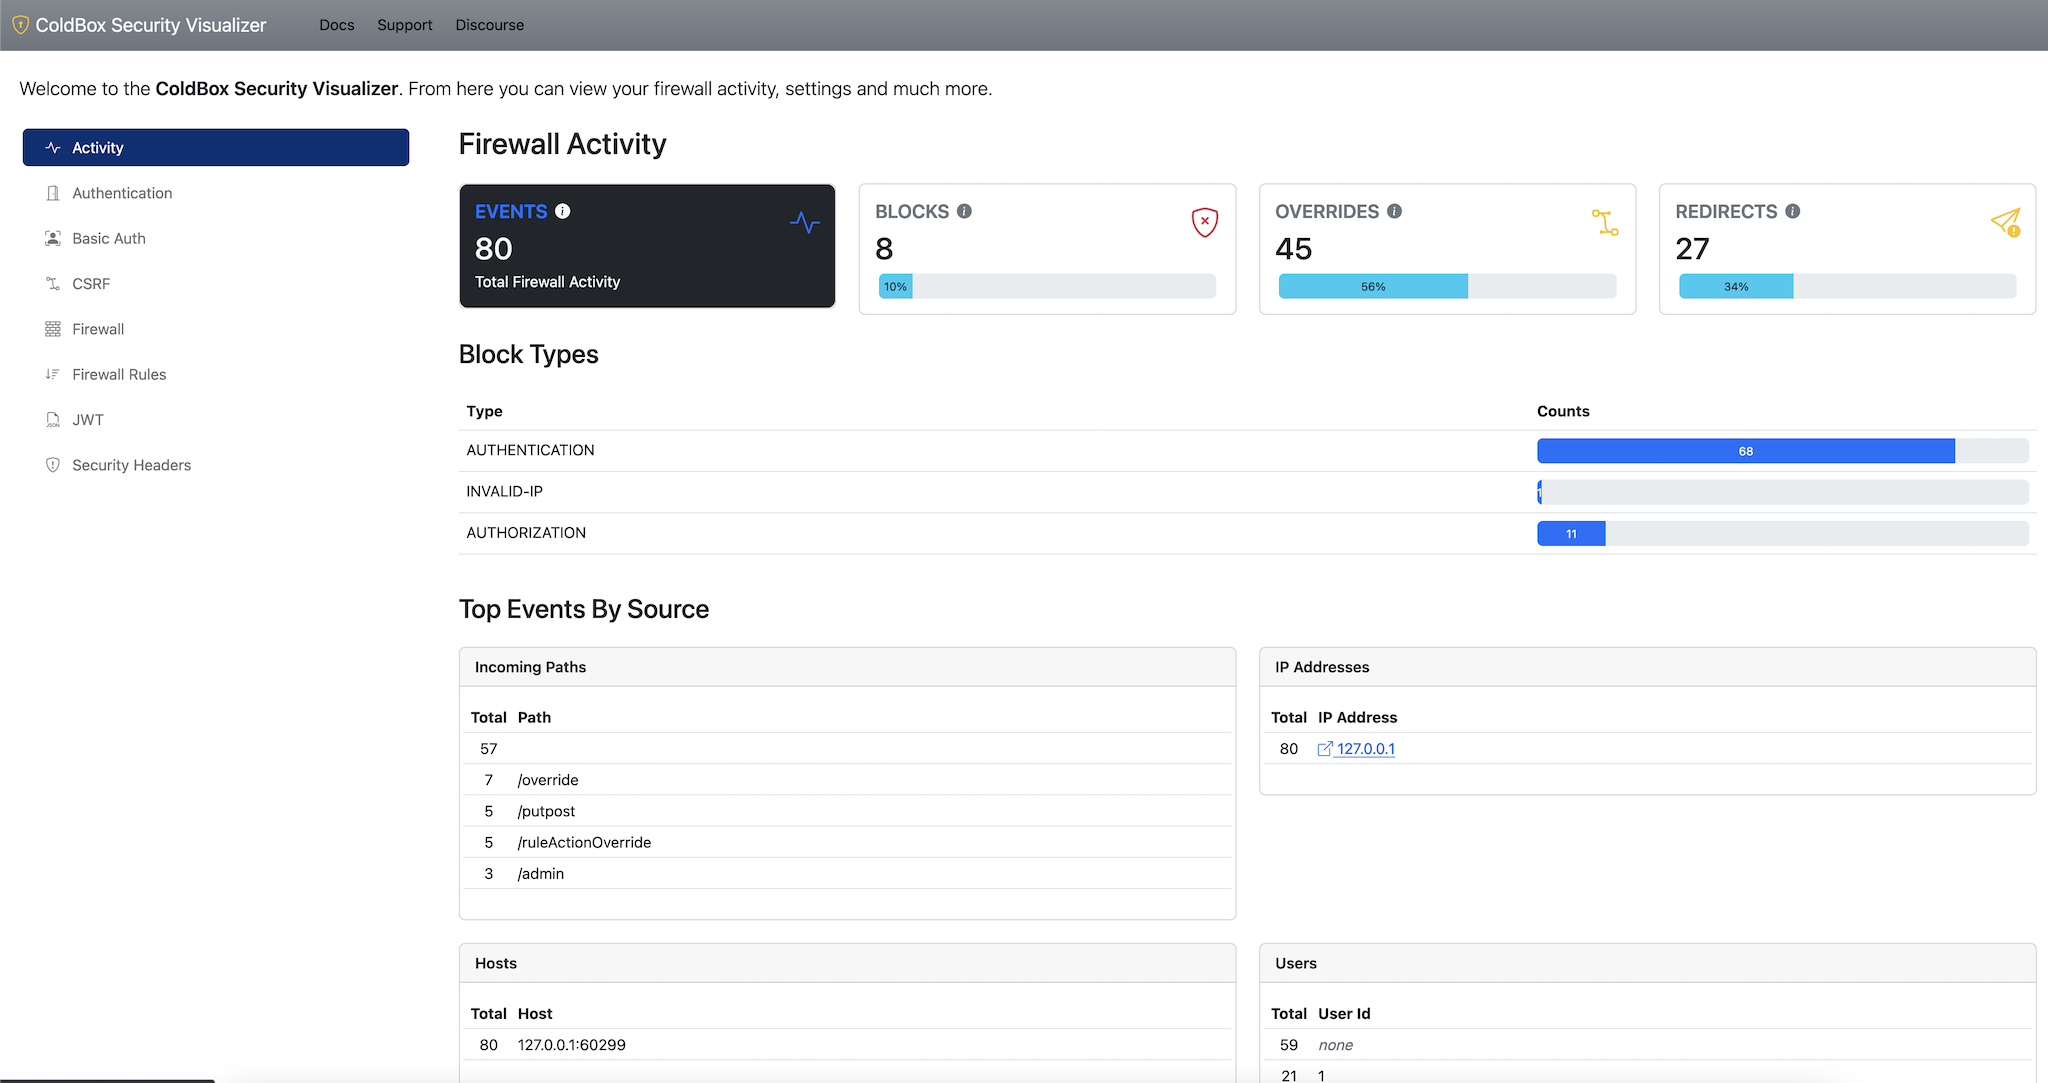 ColdBox Security Visualizer Docs Support Discourse
Welcome to the ColdBox Security Visualizer. From here you can view your firewall activity, settings and much more.
Activity
Authentication
Basic Auth
CSRF
Firewall
Firewall Rules
JWT
Security Headers
Firewall Activity
EVENTS
80
Total Firewall Activity
BLOCKS
8
10%
OVERRIDES
45
56%
REDIRECTS
27
34%
Block Types
Type Counts
AUTHENTICATION 68
INVALID-IP 1
AUTHORIZATION 11
Top Events By Source
Incoming Paths
Total Path
57
7 /override
5 /putpost
5 /ruleActionOverride
3 /admin
IP Addresses
Total IP Address
80 127.0.0.1
Hosts
Total Host
80 127.0.0.1:60299
Users
Total User Id
59 none
21 1